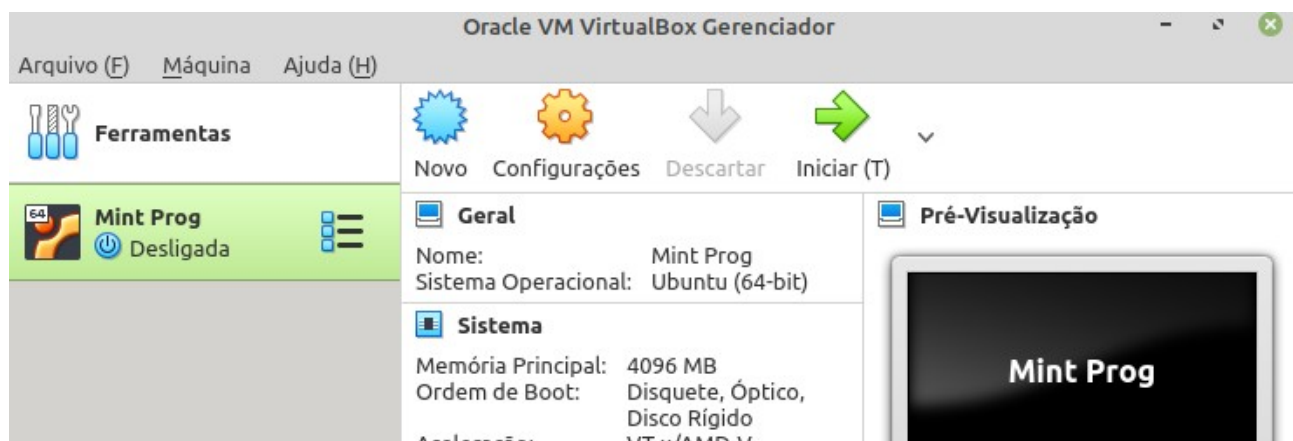 Oracle VM VirtualBox Gerenciador
Arquivo (F) Máquina Ajuda (H)
Ferramentas
Novo Configurações Descartar Iniciar (T)
64
Mint Prog
Desligada
Geral
Nome: Mint Prog
Sistema Operacional: Ubuntu (64-bit)
Sistema
Memória Principal: 4096 MB
Ordem de Boot: Disquete, Óptico,
Disco Rígido
Pré-Visualização
Mint Prog